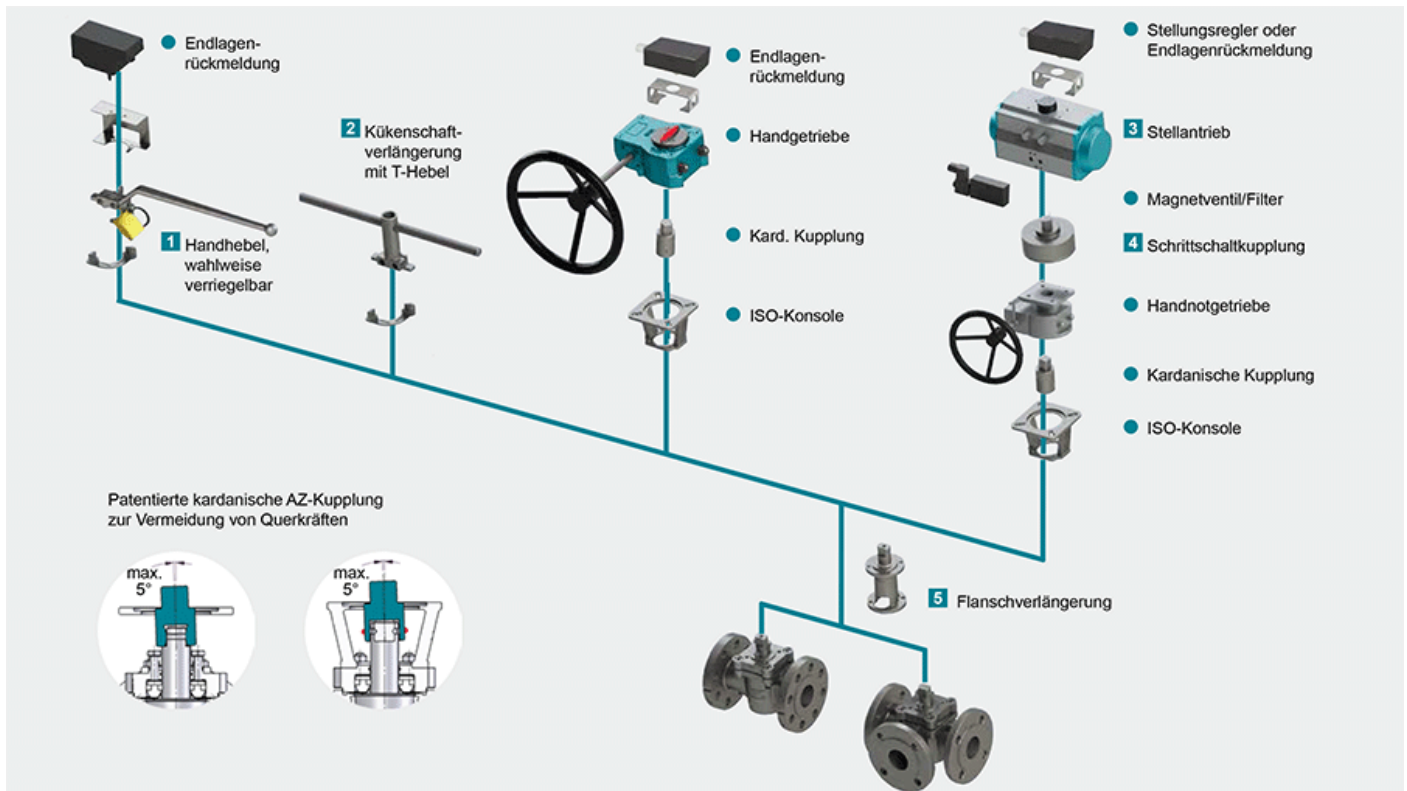 Endlagen-
rückmeldung
1 Handhebel,
wahlweise
verriegelbar
2 Kükenschaft-
verlängerung
mit T-Hebel
Endlagen-
rückmeldung
Handgetriebe
Kard. Kupplung
ISO-Konsole
Stellungsregler oder
Endlagenrückmeldung
3 Stellantrieb
Magnetventil/Filter
4 Schrittschaltkupplung
Handnotgetriebe
Kardanische Kupplung
ISO-Konsole
5 Flanschverlängerung
Patentierte kardanische AZ-Kupplung
zur Vermeidung von Querkräften
max.
5°
max.
5°